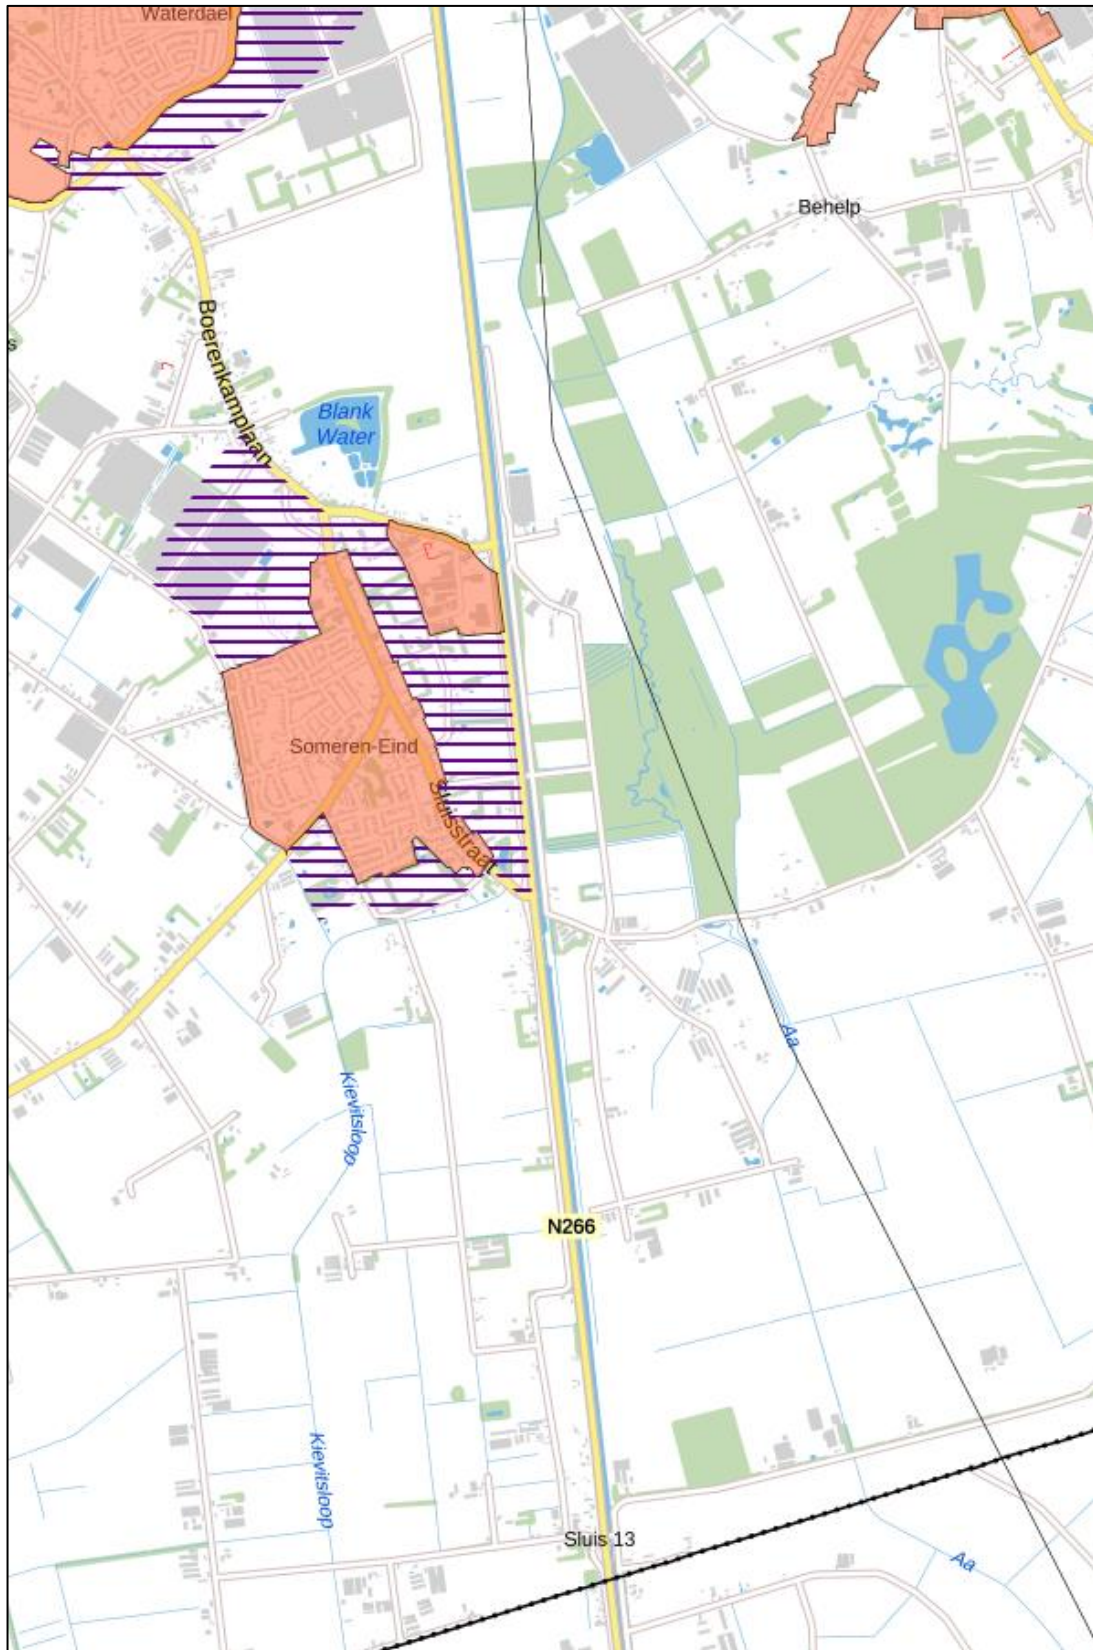 Waterdael
Behelp
s
Boerenkamplaan
Blank
Water
Someren-Eind
Sluisstraat
Aa
Kievitsloop
N266
Kievitsloop
Sluis 13
Aa